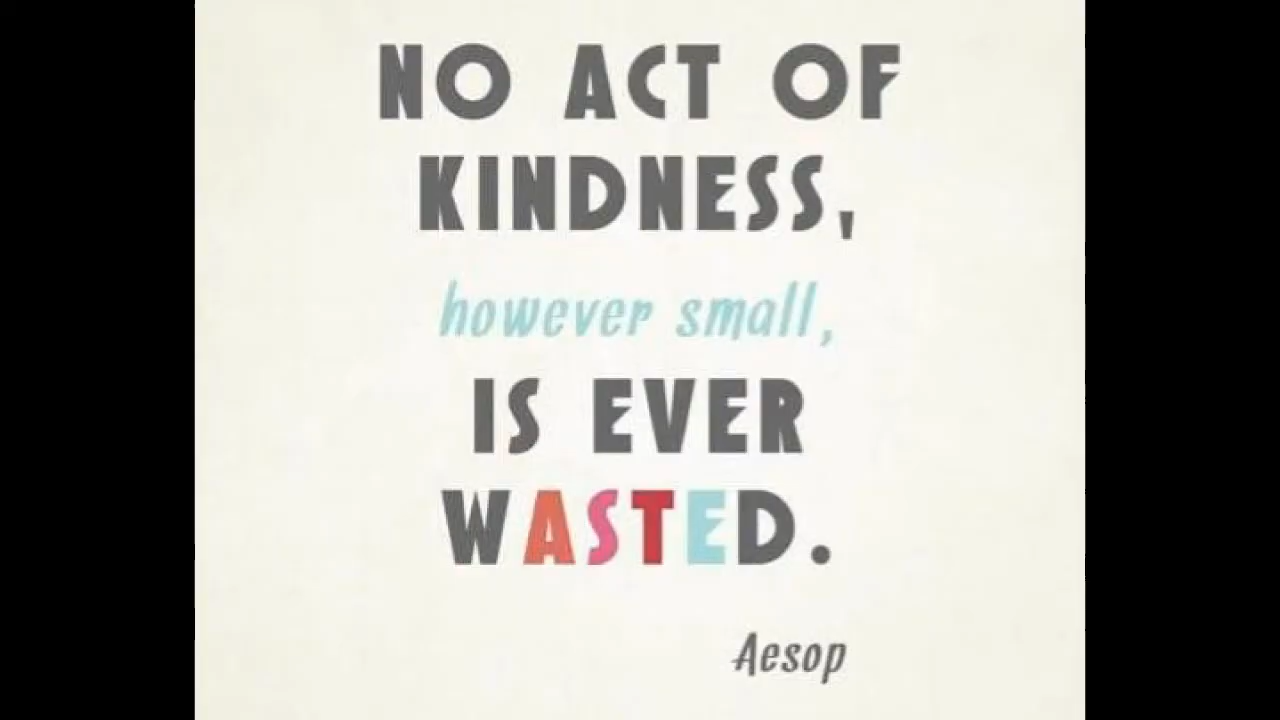 NO ACT OF
KINDNESS,
however small,
IS EVER
WASTED.
Aesop